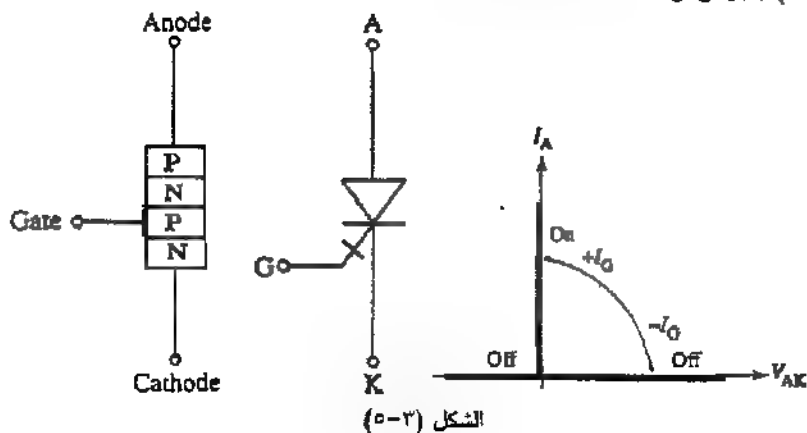 Anode
A
P
N
Gate
P
N
G
Cathode
K
I_A
On
+I_G
-I_G
Off
Off
V_AK
الشكل (٣-٥)